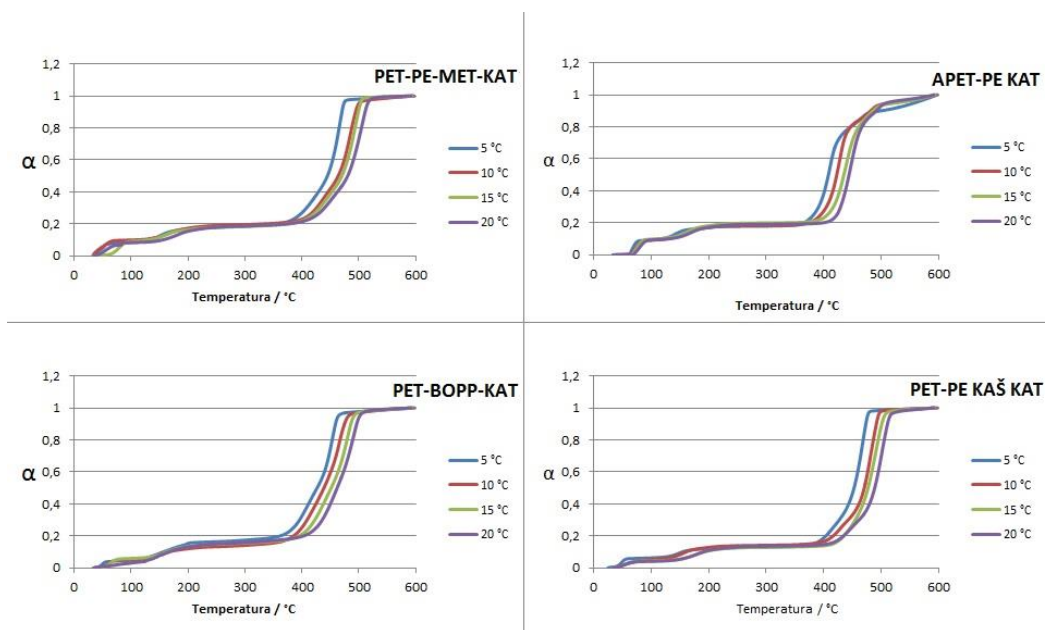 PET-PE-MET-KAT
1,2
1
0,8
0,6
0,4
0,2
0
α
0 100 200 300 400 500 600
Temperatura / °C
5 °C
10 °C
15 °C
20 °C
APET-PE KAT
1,2
1
0,8
0,6
0,4
0,2
0
α
0 100 200 300 400 500 600
Temperatura / °C
5 °C
10 °C
15 °C
20 °C
PET-BOPP-KAT
1,2
1
0,8
0,6
0,4
0,2
0
α
0 100 200 300 400 500 600
Temperatura / °C
5 °C
10 °C
15 °C
20 °C
PET-PE KAŠ KAT
1,2
1
0,8
0,6
0,4
0,2
0
α
0 100 200 300 400 500 600
Temperatura / °C
5 °C
10 °C
15 °C
20 °C